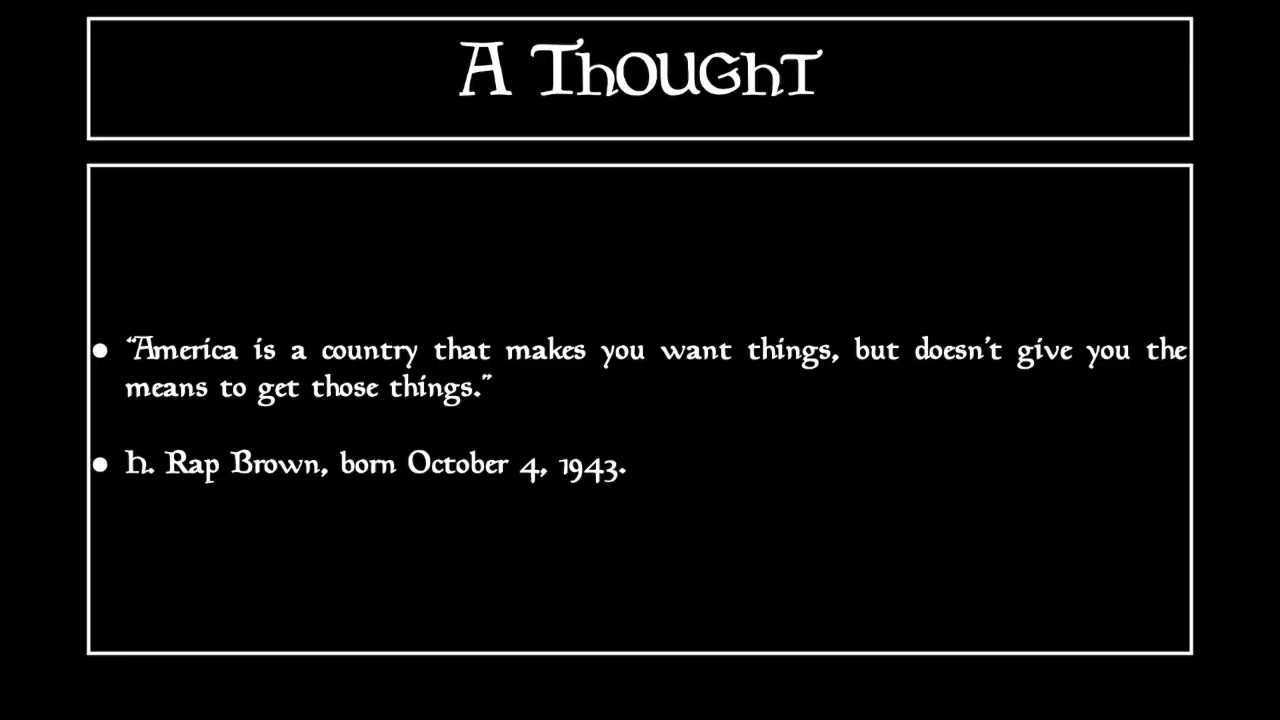 A Thought
• “America is a country that makes you want things, but doesn’t give you the
means to get those things.”
• H. Rap Brown, born October 4, 1943.